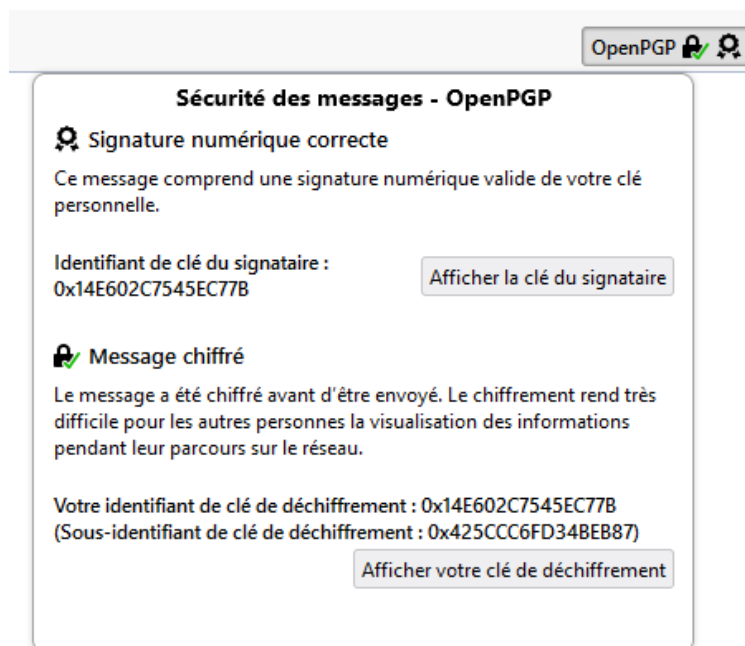 OpenPGP
Sécurité des messages - OpenPGP
Signature numérique correcte
Ce message comprend une signature numérique valide de votre clé
personnelle.
Identifiant de clé du signataire :
0x14E602C7545EC77B
Afficher la clé du signataire
Message chiffré
Le message a été chiffré avant d’être envoyé. Le chiffrement rend très
difficile pour les autres personnes la visualisation des informations
pendant leur parcours sur le réseau.
Votre identifiant de clé de déchiffrement : 0x14E602C7545EC77B
(Sous-identifiant de clé de déchiffrement : 0x425CCC6FD34BEB87)
Afficher votre clé de déchiffrement